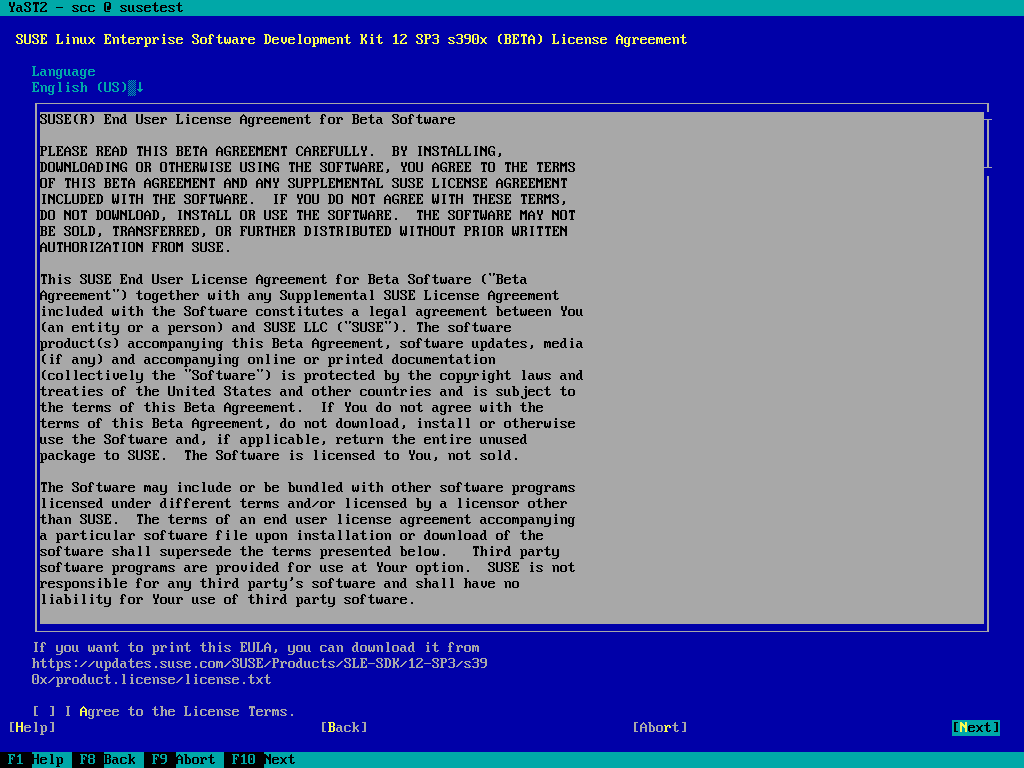 YaST2 - scc @ susetest
SUSE Linux Enterprise Software Development Kit 12 SP3 s390x (BETA) License Agreement
Language
English (US)▒↓
SUSE(R) End User License Agreement for Beta Software
PLEASE READ THIS BETA AGREEMENT CAREFULLY.  BY INSTALLING,
DOWNLOADING OR OTHERWISE USING THE SOFTWARE, YOU AGREE TO THE TERMS
OF THIS BETA AGREEMENT AND ANY SUPPLEMENTAL SUSE LICENSE AGREEMENT
INCLUDED WITH THE SOFTWARE.  IF YOU DO NOT AGREE WITH THESE TERMS,
DO NOT DOWNLOAD, INSTALL OR USE THE SOFTWARE.  THE SOFTWARE MAY NOT
BE SOLD, TRANSFERRED, OR FURTHER DISTRIBUTED WITHOUT PRIOR WRITTEN
AUTHORIZATION FROM SUSE.
This SUSE End User License Agreement for Beta Software ("Beta
Agreement") together with any Supplemental SUSE License Agreement
included with the Software constitutes a legal agreement between You
(an entity or a person) and SUSE LLC ("SUSE"). The software
product(s) accompanying this Beta Agreement, software updates, media
(if any) and accompanying online or printed documentation
(collectively the "Software") is protected by the copyright laws and
treaties of the United States and other countries and is subject to
the terms of this Beta Agreement.  If You do not agree with the
terms of this Beta Agreement, do not download, install or otherwise
use the Software and, if applicable, return the entire unused
package to SUSE.  The Software is licensed to You, not sold.
The Software may include or be bundled with other software programs
licensed under different terms and/or licensed by a licensor other
than SUSE.  The terms of an end user license agreement accompanying
a particular software file upon installation or download of the
software shall supersede the terms presented below.   Third party
software programs are provided for use at Your option.  SUSE is not
responsible for any third party's software and shall have no
liability for Your use of third party software.
If you want to print this EULA, you can download it from
https://updates.suse.com/SUSE/Products/SLE-SDK/12-SP3/s39
0x/product.license/license.txt
[ ] I Agree to the License Terms.
[Help] [Back] [Abort] [Next]
F1 Help F8 Back F9 Abort F10 Next